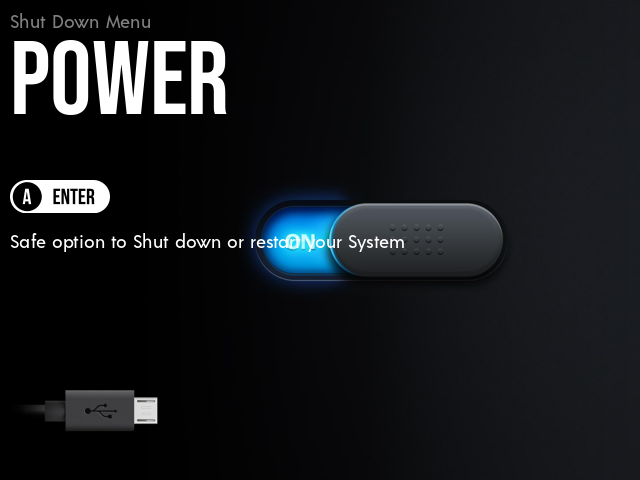 Shut Down Menu
POWER
A ENTER
Safe option to Shut down or restart your System
ON